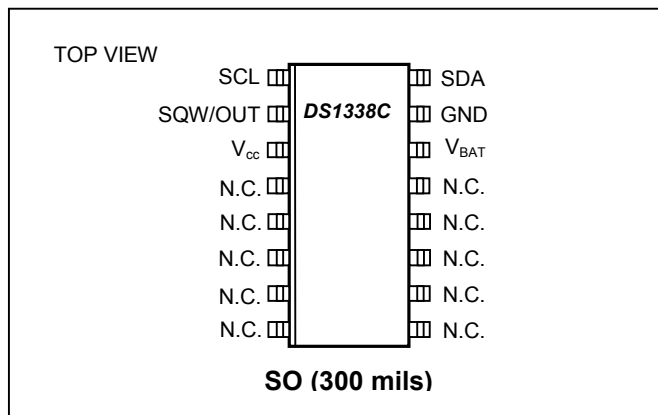 TOP VIEW
SCL SDA
SQW/OUT DS1338C GND
Vcc VBAT
N.C. N.C.
N.C. N.C.
N.C. N.C.
N.C. N.C.
N.C. N.C.
SO (300 mils)